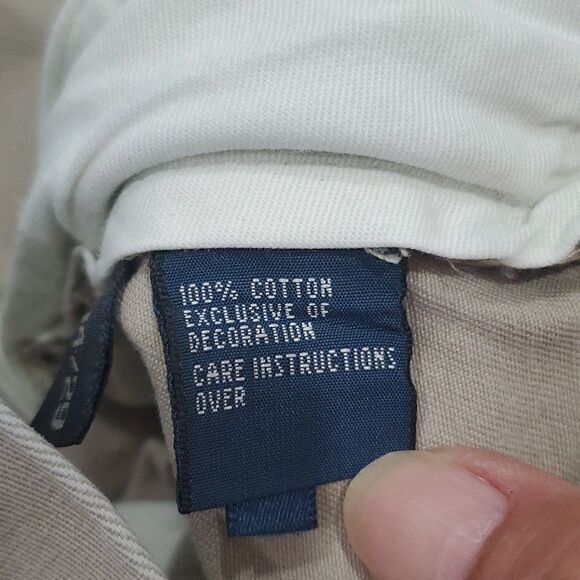 100% COTTON
EXCLUSIVE OF
DECORATION
CARE INSTRUCTIONS
OVER